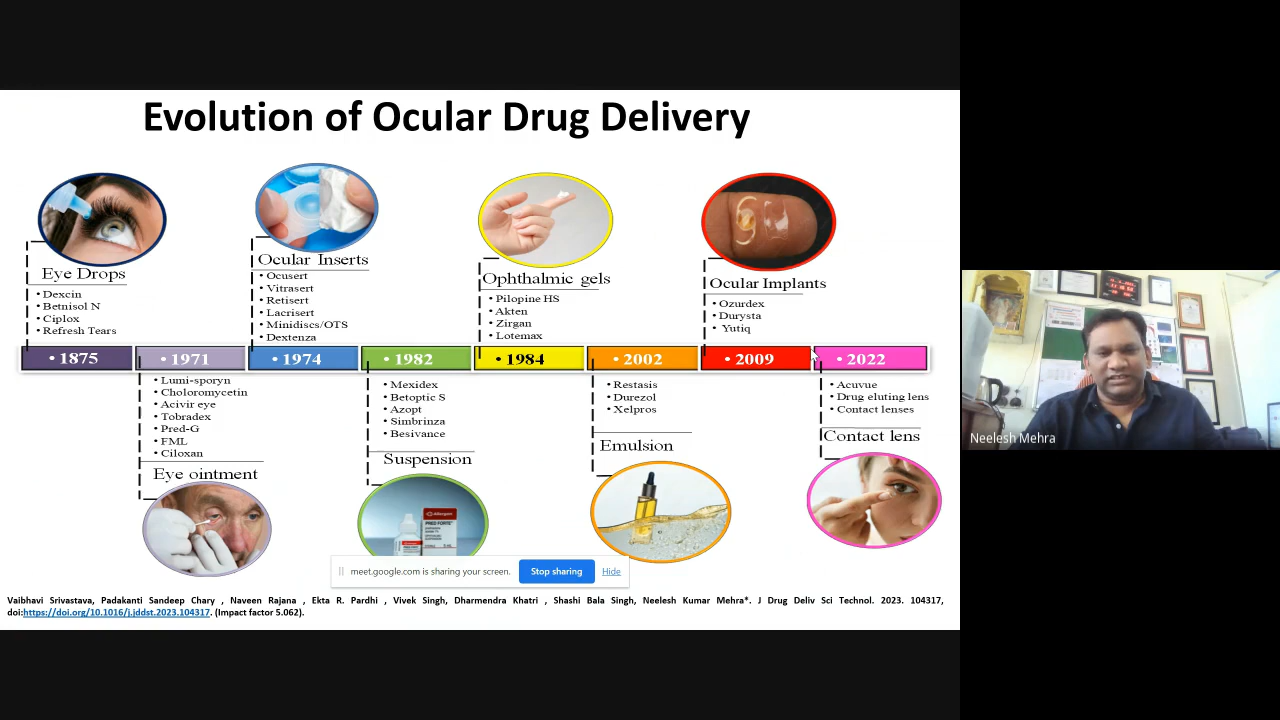 Evolution of Ocular Drug Delivery
Eye Drops
• Dexcin
• Betnisol N
• Ciplox
• Refresh Tears
Ocular Inserts
• Ocusert
• Vitrasert
• Retisert
• Lacrisert
• Minidiscs/OTS
• Dextenza
Ophthalmic gels
• Pilopine HS
• Akten
• Zirgan
• Lotemax
Ocular Implants
• Ozurdex
• Durysta
• Yutiq
• 1875
• 1971
• 1974
• 1982
• 1984
• 2002
• 2009
• 2022
• Lumi-sporyn
• Choloromycetin
• Acivir eye
• Tobradex
• Pred-G
• FML
• Ciloxan
Eye ointment
• Mexidex
• Betoptic S
• Azopt
• Simbrinza
• Besivance
Suspension
Allergan
PRED FORTE
• Restasis
• Durezol
• Xelpros
Emulsion
• Acuvue
• Drug eluting lens
• Contact lenses
Contact lens
Neelesh Mehra
meet.google.com is sharing your screen.
Stop sharing
Hide
Vaibhavi Srivastava, Padakanti Sandeep Chary , Naveen Rajana , Ekta R. Pardhi , Vivek Singh, Dharmendra Khatri , Shashi Bala Singh, Neelesh Kumar Mehra*. J Drug Deliv Sci Technol. 2023. 104317,
doi:https://doi.org/10.1016/j.jddst.2023.104317. (Impact factor 5.062).